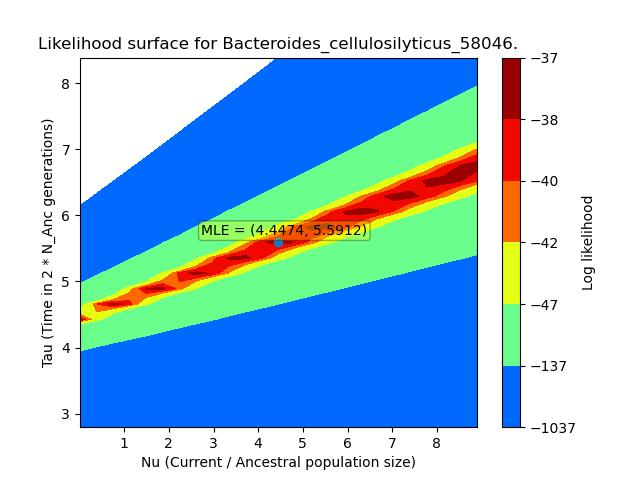 Likelihood surface for Bacteroides_cellulosilyticus_58046.
8
7
6
5
4
3
Tau (Time in 2 * N_Anc generations)
MLE = (4.4474, 5.5912)
1 2 3 4 5 6 7 8
Nu (Current / Ancestral population size)
−37
−38
−40
−42
−47
−137
−1037
Log likelihood